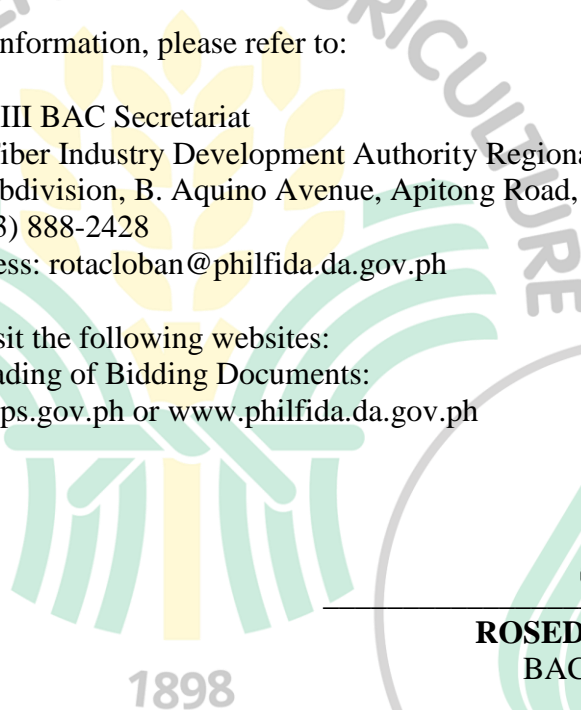 nformation, please refer to:
III BAC Secretariat
iber Industry Development Authority Regiona
bdivision, B. Aquino Avenue, Apitong Road,
3) 888-2428
ess: rotacloban@philfida.da.gov.ph
sit the following websites:
ading of Bidding Documents:
ps.gov.ph or www.philfida.da.gov.ph
ROSED
BAC
RICULTURE
1898